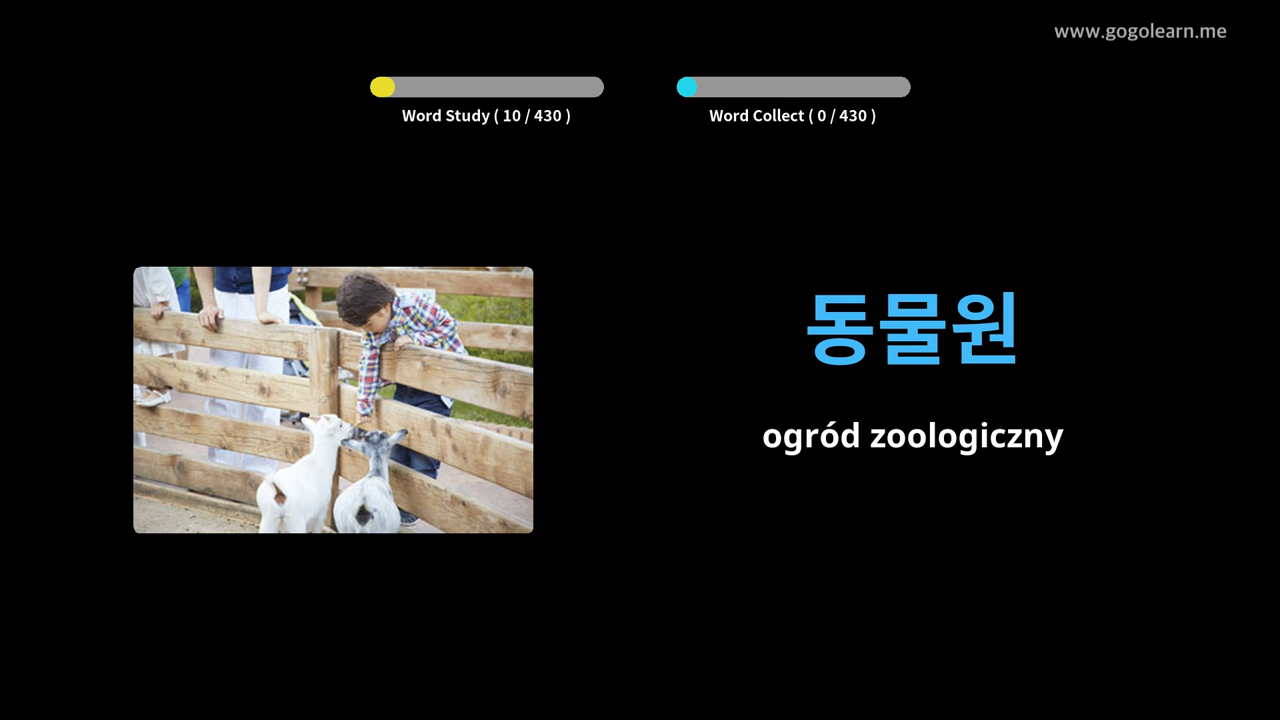 www.gogolearn.me
Word Study ( 10 / 430 )
Word Collect ( 0 / 430 )
동물원
ogród zoologiczny